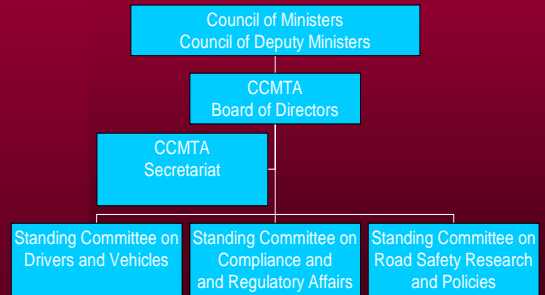 Council of Ministers
Council of Deputy Ministers
CCMTA
Board of Directors
CCMTA
Secretariat
Standing Committee on
Drivers and Vehicles
Standing Committee on
Compliance and
and Regulatory Affairs
Standing Committee on
Road Safety Research
and Policies